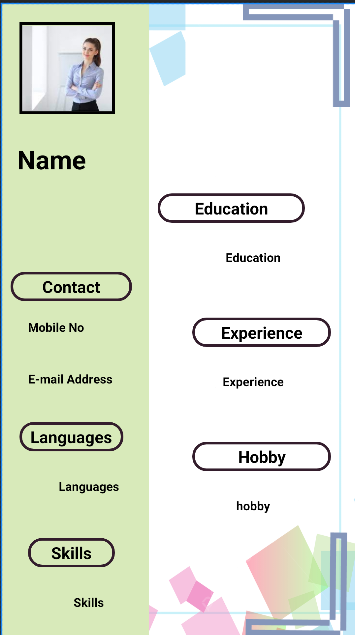 Name
Contact
Mobile No
E-mail Address
Languages
Languages
Skills
Skills
Education
Education
Experience
Experience
Hobby
hobby